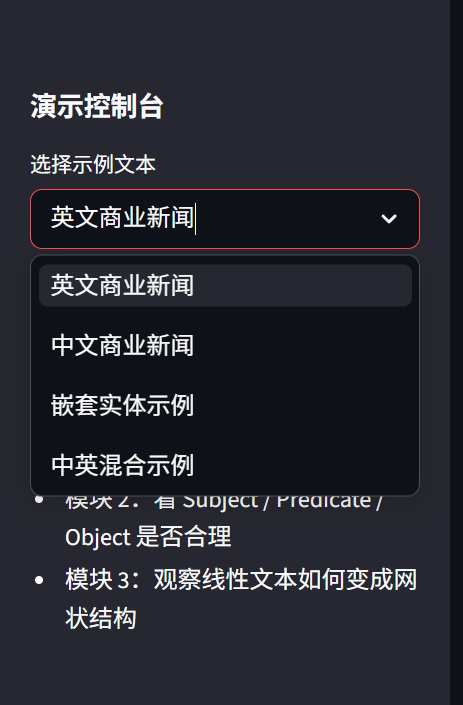 演示控制台
选择示例文本
英文商业新闻
英文商业新闻
中文商业新闻
嵌套实体示例
中英混合示例
模块 2：看 Subject / Predicate /
Object 是否合理
模块 3：观察线性文本如何变成网
状结构